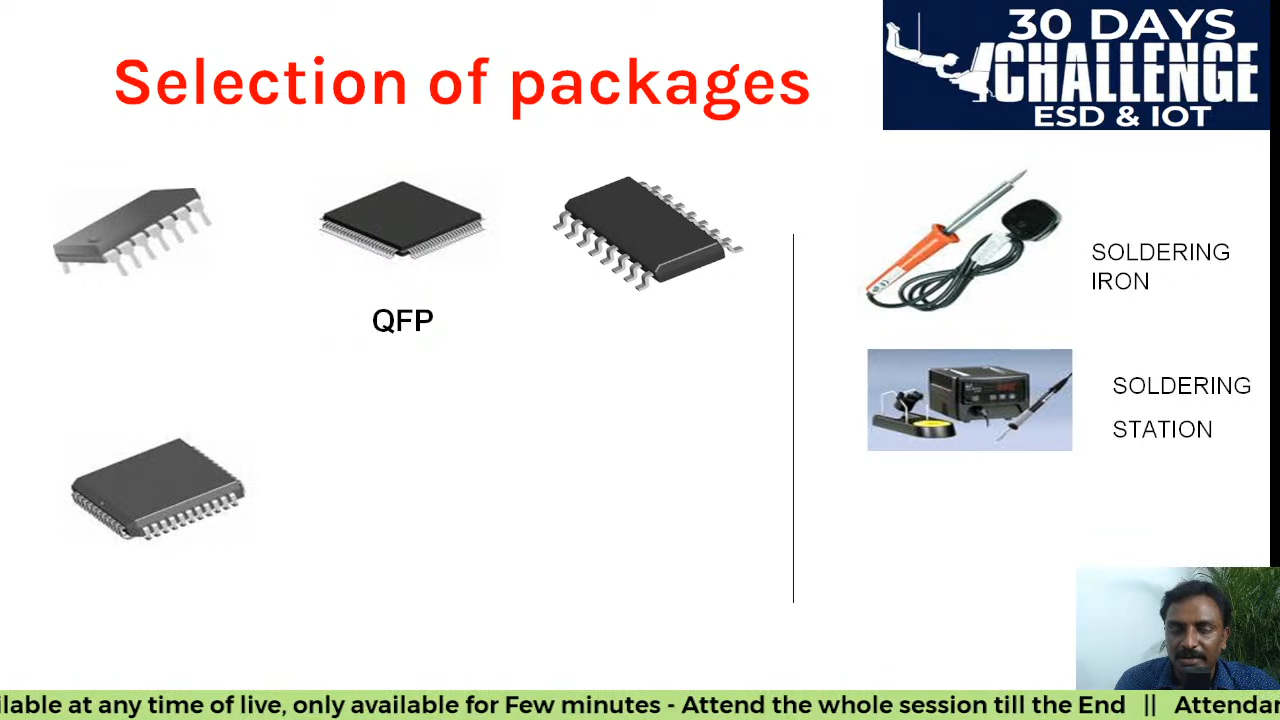 Selection of packages
30 DAYS
CHALLENGE
ESD & IOT
QFP
SOLDERING
IRON
SOLDERING
STATION
ilable at any time of live, only available for Few minutes - Attend the whole session till the End || Attendan